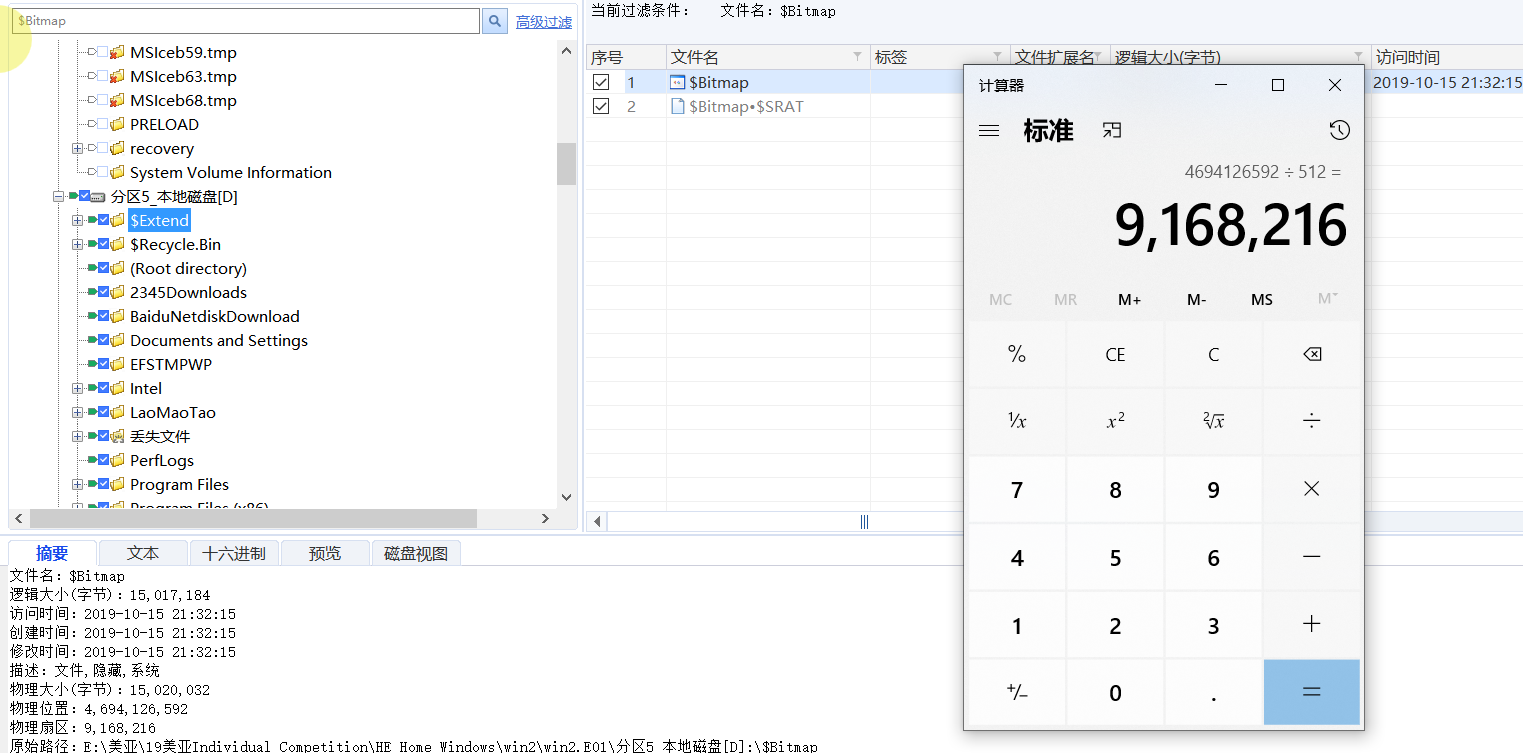 $Bitmap
高级过滤
MSIceb59.tmp
MSIceb63.tmp
MSIceb68.tmp
PRELOAD
recovery
System Volume Information
分区5_本地磁盘[D]
$Extend
$Recycle.Bin
(Root directory)
2345Downloads
BaiduNetdiskDownload
Documents and Settings
EFSTMPWP
Intel
LaoMaoTao
丢失文件
PerfLogs
Program Files
Program Files (x86)
当前过滤条件： 文件名：$Bitmap
序号 文件名 标签 文件扩展名 逻辑大小(字节) 访问时间
1 $Bitmap 2019-10-15 21:32:15
2 $Bitmap•$SRAT
计算器
标准
4694126592 ÷ 512 =
9,168,216
MC MR M+ M- MS M˅
% CE C
¹/x x² ²√x ÷
7 8 9 ×
4 5 6 −
1 2 3 +
+/− 0 . =
摘要 文本 十六进制 预览 磁盘视图
文件名：$Bitmap
逻辑大小(字节)：15,017,184
访问时间：2019-10-15 21:32:15
创建时间：2019-10-15 21:32:15
修改时间：2019-10-15 21:32:15
描述：文件,隐藏,系统
物理大小(字节)：15,020,032
物理位置：4,694,126,592
物理扇区：9,168,216
原始路径：E:\美亚\19美亚Individual Competition\HE Home Windows\win2\win2.E01\分区5_本地磁盘[D]:\$Bitmap